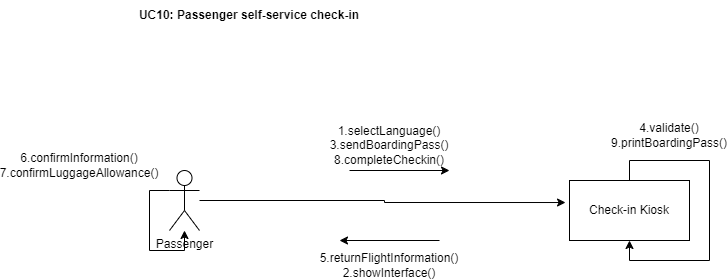 UC10: Passenger self-service check-in
1.selectLanguage()
3.sendBoardingPass()
8.completeCheckin()
4.validate()
9.printBoardingPass()
6.confirmInformation()
7.confirmLuggageAllowance()
Check-in Kiosk
Passenger
5.returnFlightInformation()
2.showInterface()